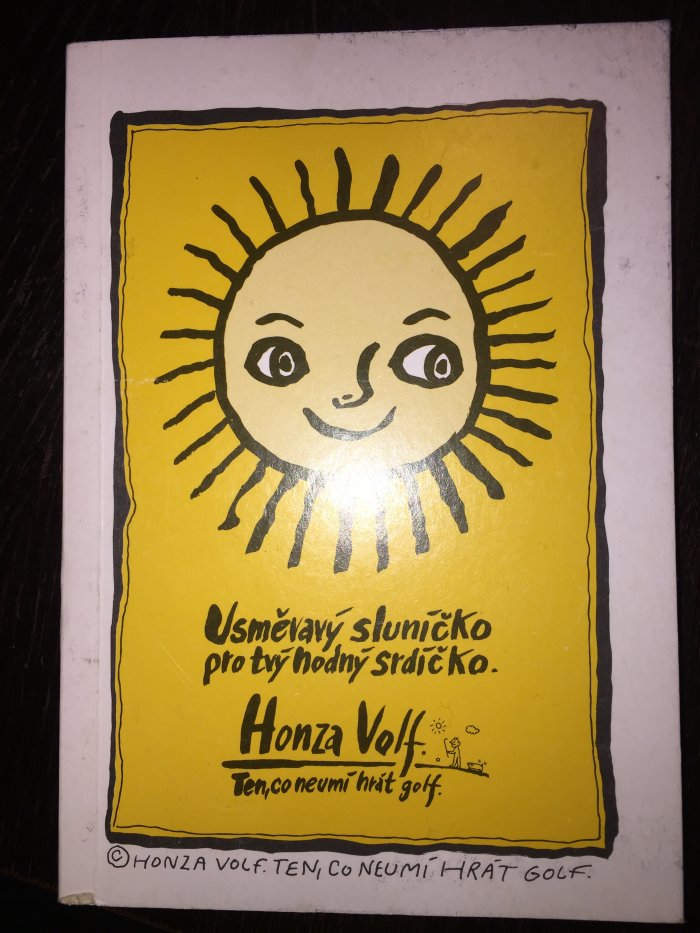 Usměvavý sluníčko
pro tvý hodný srdíčko.
Honza Volf.
Ten, co neumí hrát golf.
© HONZA VOLF. TEN, CO NEUMÍ HRÁT GOLF.